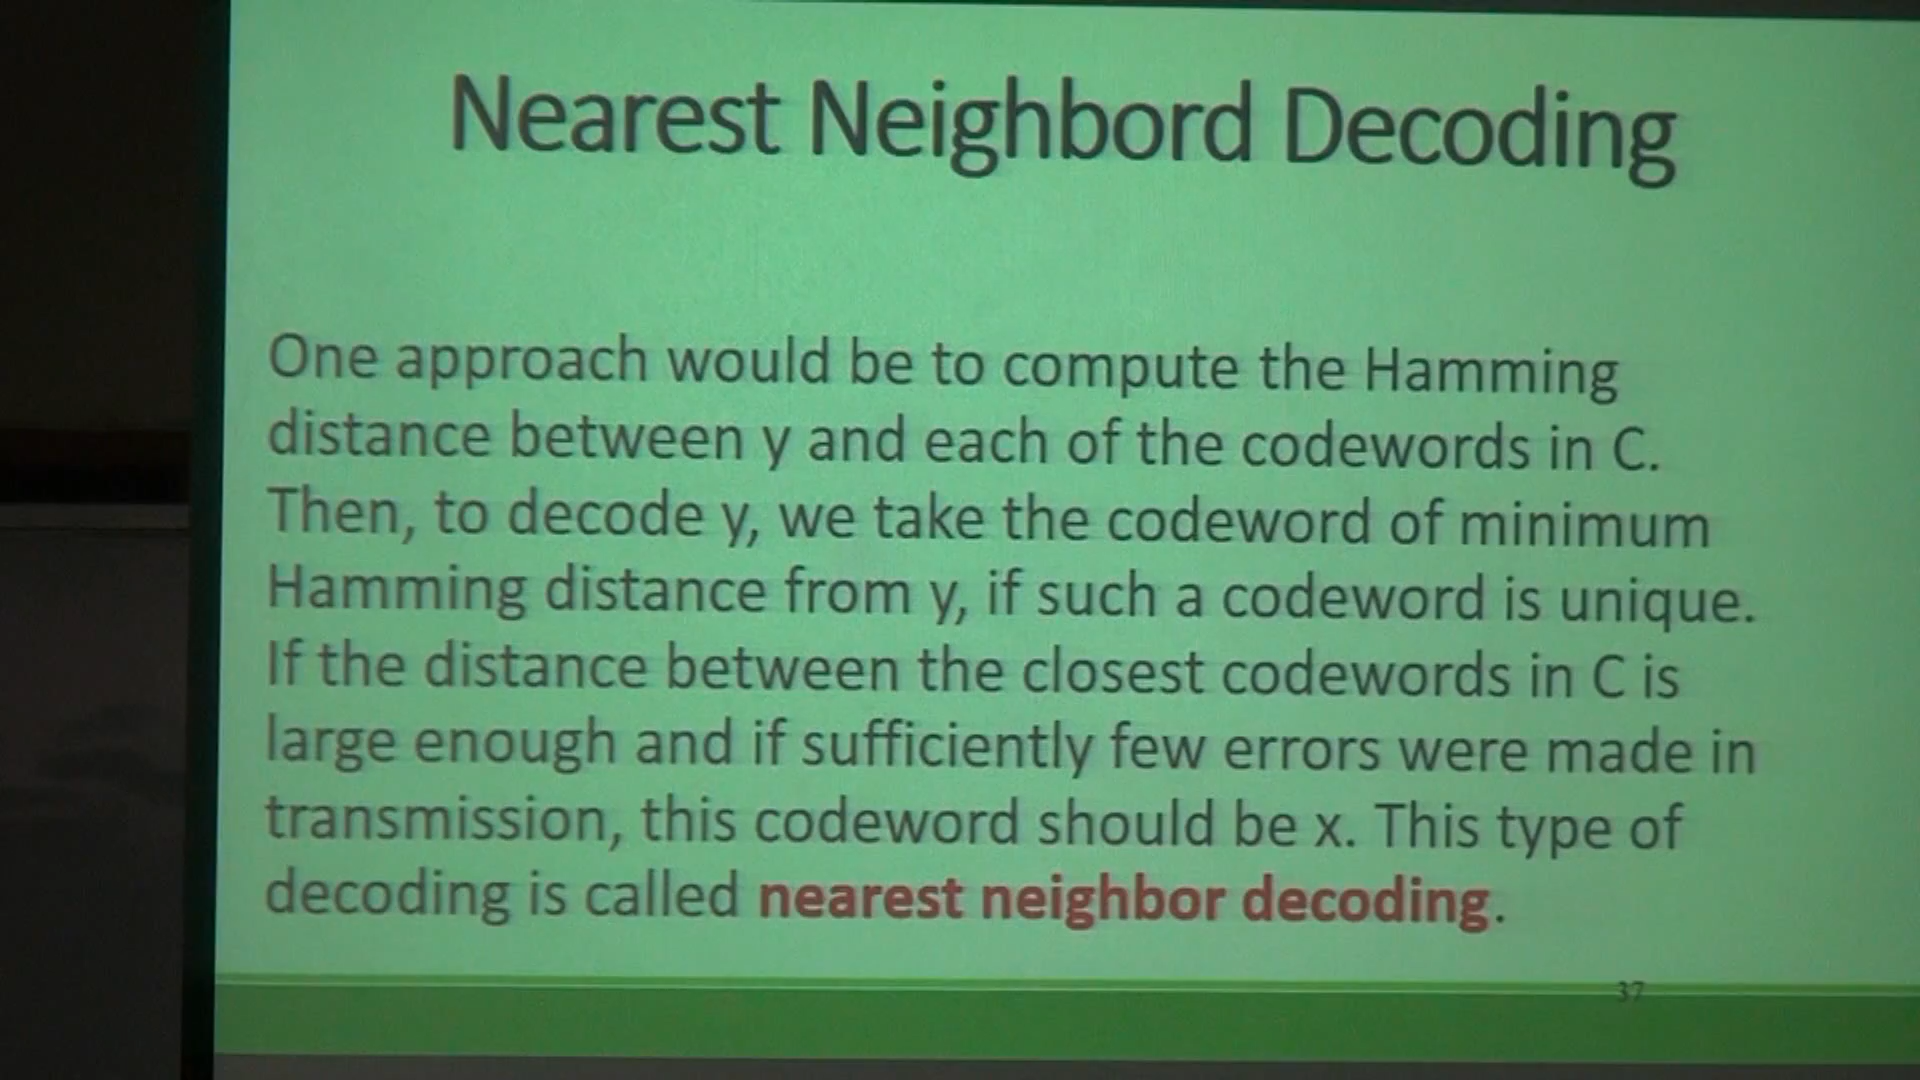 Nearest Neighbord Decoding
One approach would be to compute the Hamming
distance between y and each of the codewords in C.
Then, to decode y, we take the codeword of minimum
Hamming distance from y, if such a codeword is unique.
If the distance between the closest codewords in C is
large enough and if sufficiently few errors were made in
transmission, this codeword should be x. This type of
decoding is called nearest neighbor decoding.
37